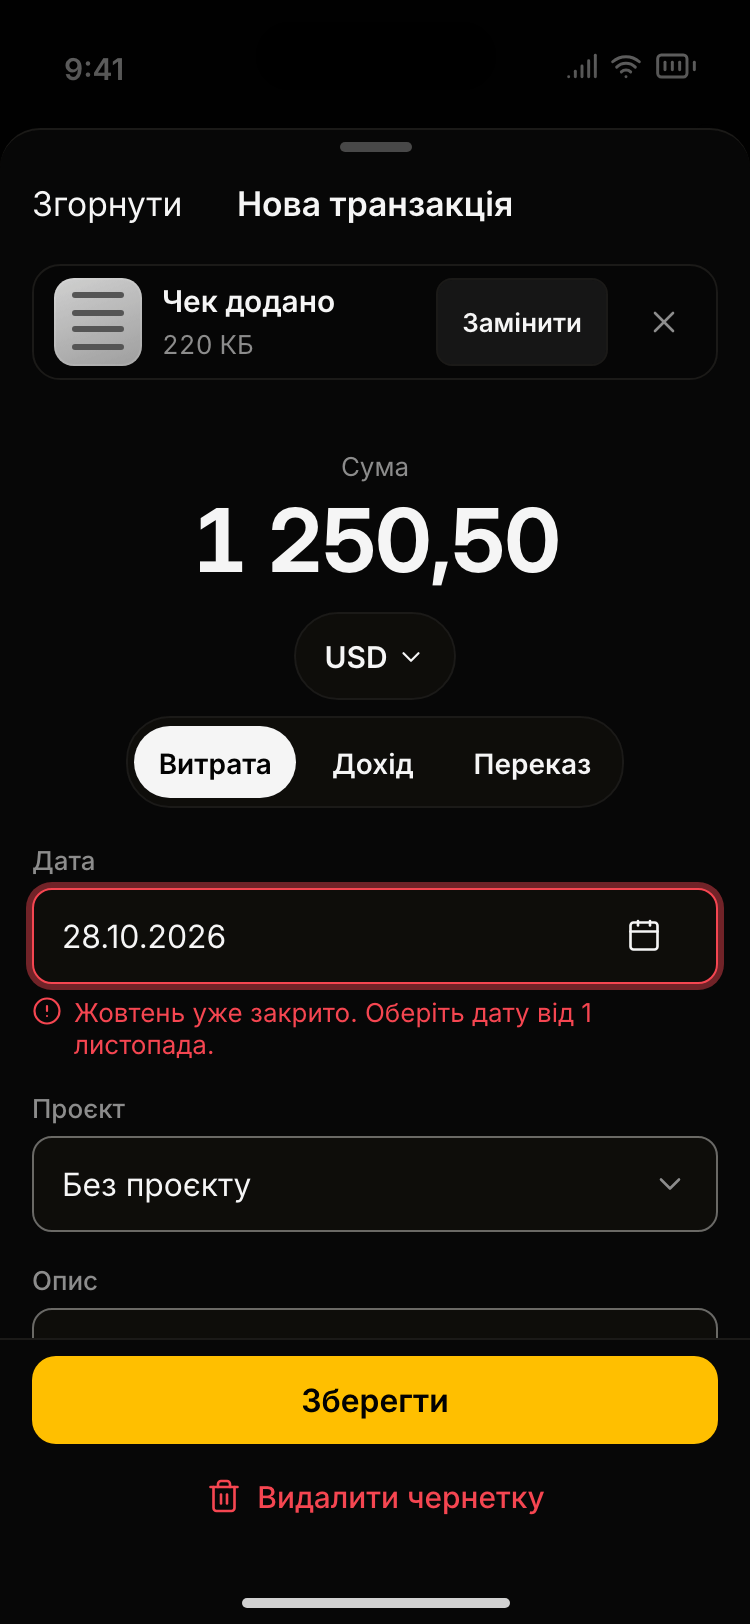 9:41
Згорнути
Нова транзакція
Чек додано
220 КБ
Замінити
Сума
1 250,50
USD
Витрата
Дохід
Переказ
Дата
28.10.2026
Жовтень уже закрито. Оберіть дату від 1
листопада.
Проєкт
Без проєкту
Опис
Зберегти
Видалити чернетку